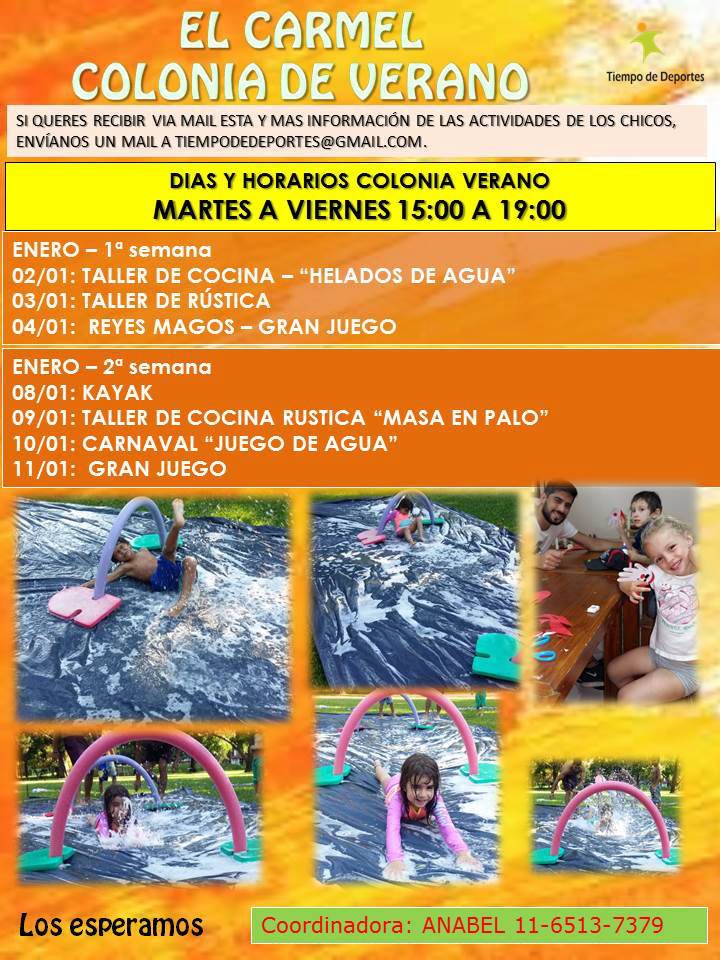 EL CARMEL
COLONIA DE VERANO
Tiempo de Deportes
SI QUERES RECIBIR VIA MAIL ESTA Y MAS INFORMACIÓN DE LAS ACTIVIDADES DE LOS CHICOS,
ENVÍANOS UN MAIL A TIEMPODEDEPORTES@GMAIL.COM.
DIAS Y HORARIOS COLONIA VERANO
MARTES A VIERNES 15:00 A 19:00
ENERO – 1ª semana
02/01: TALLER DE COCINA – “HELADOS DE AGUA”
03/01: TALLER DE RÚSTICA
04/01: REYES MAGOS – GRAN JUEGO
ENERO – 2ª semana
08/01: KAYAK
09/01: TALLER DE COCINA RUSTICA “MASA EN PALO”
10/01: CARNAVAL “JUEGO DE AGUA”
11/01: GRAN JUEGO
Los esperamos
Coordinadora: ANABEL 11-6513-7379